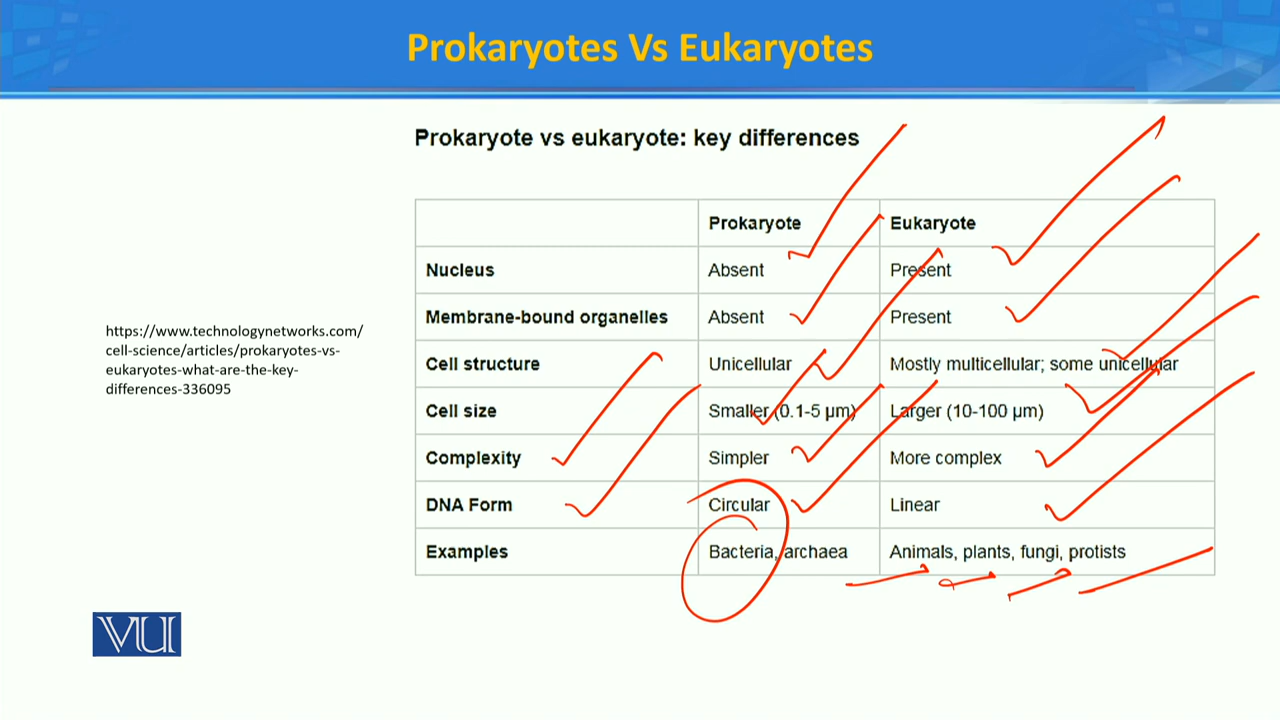 Prokaryotes Vs Eukaryotes
Prokaryote vs eukaryote: key differences
Prokaryote Eukaryote
Nucleus Absent Present
Membrane-bound organelles Absent Present
Cell structure Unicellular Mostly multicellular; some unicellular
Cell size Smaller (0.1-5 μm) Larger (10-100 μm)
Complexity Simpler More complex
DNA Form Circular Linear
Examples Bacteria, archaea Animals, plants, fungi, protists
https://www.technologynetworks.com/
cell-science/articles/prokaryotes-vs-
eukaryotes-what-are-the-key-
differences-336095
VU